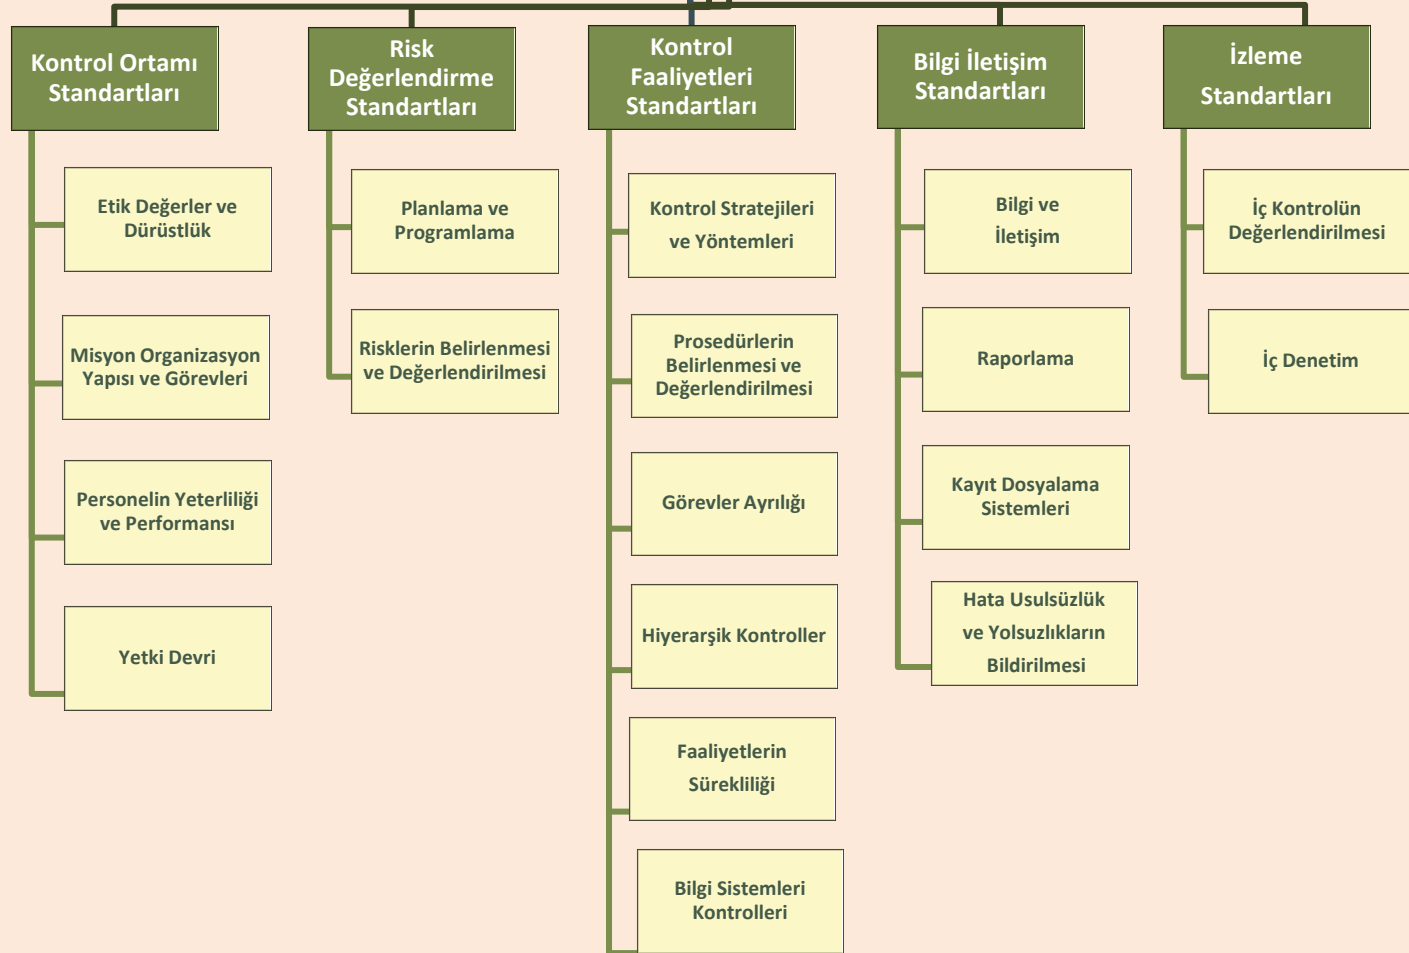 Kontrol Ortamı
Standartları
Etik Değerler ve
Dürüstlük
Misyon Organizasyon
Yapısı ve Görevleri
Personelin Yeterliliği
ve Performansı
Yetki Devri
Risk
Değerlendirme
Standartları
Planlama ve
Programlama
Risklerin Belirlenmesi
ve Değerlendirilmesi
Kontrol
Faaliyetleri
Standartları
Kontrol Stratejileri
ve Yöntemleri
Prosedürlerin
Belirlenmesi ve
Değerlendirilmesi
Görevler Ayrılığı
Hiyerarşik Kontroller
Faaliyetlerin
Sürekliliği
Bilgi Sistemleri
Kontrolleri
Bilgi İletişim
Standartları
Bilgi ve
İletişim
Raporlama
Kayıt Dosyalama
Sistemleri
Hata Usulsüzlük
ve Yolsuzlıkların
Bildirilmesi
İzleme
Standartları
İç Kontrolün
Değerlendirilmesi
İç Denetim